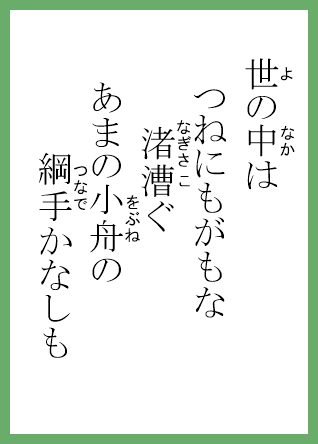 世の中は
つねにもがもな
渚漕ぐ
あまの小舟の
綱手かなしも
よ
なか
なぎさこ
をぶね
つなで